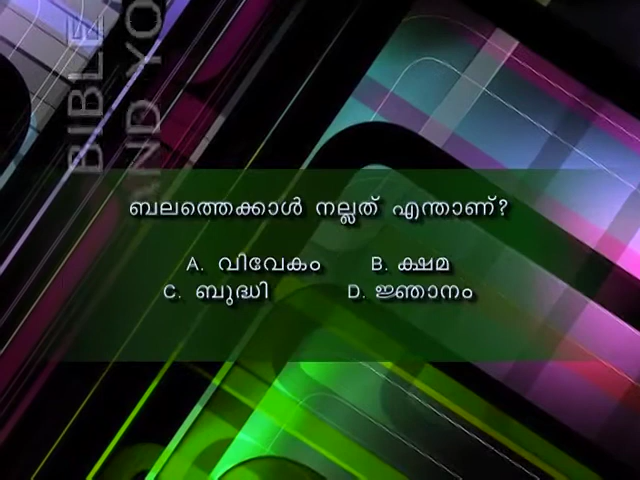 BIBLE
AND YO
ബലത്തെക്കാൾ നല്ലത് എന്താണ്?
A. വിവേകം B. ക്ഷമ
C. ബുദ്ധി D. ജ്ഞാനം